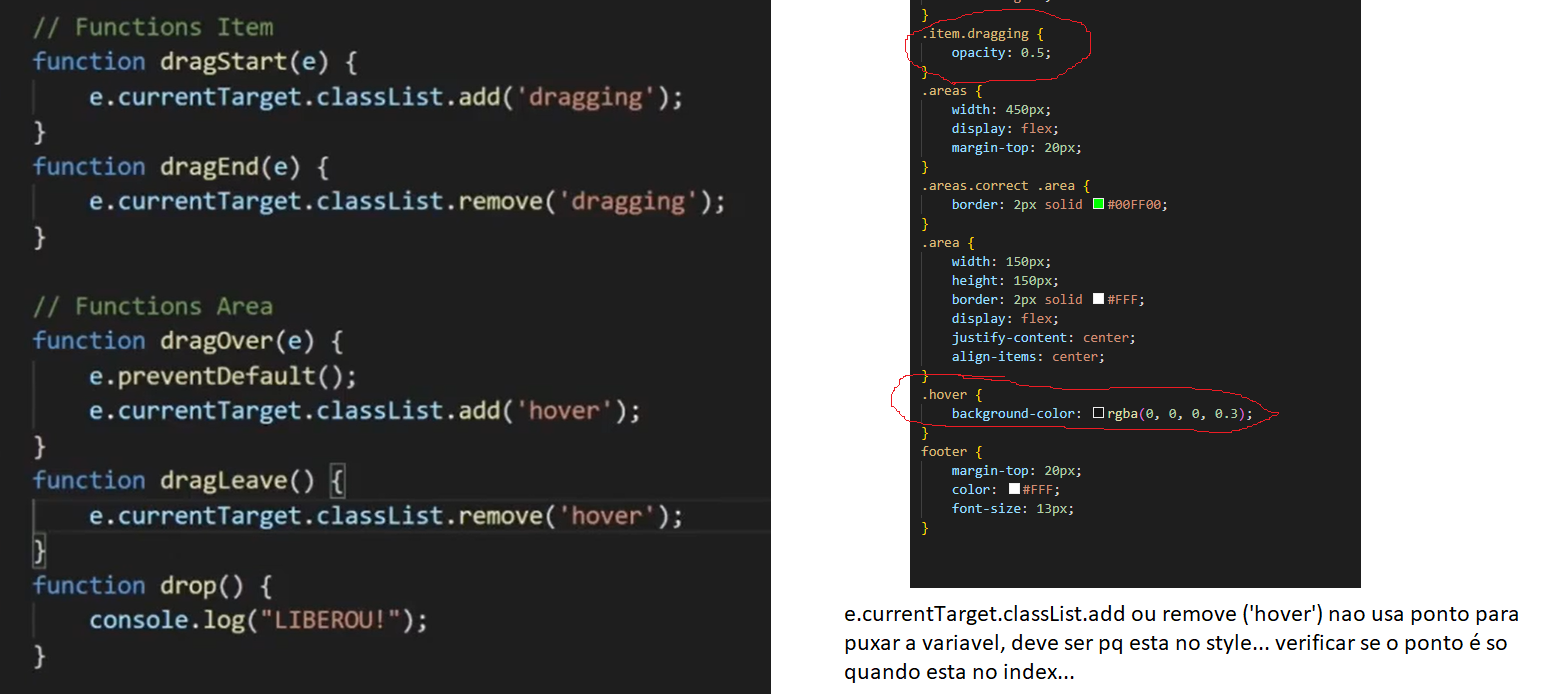 // Functions Item
function dragStart(e) {
e.currentTarget.classList.add('dragging');
}
function dragEnd(e) {
e.currentTarget.classList.remove('dragging');
}
// Functions Area
function dragOver(e) {
e.preventDefault();
e.currentTarget.classList.add('hover');
}
function dragLeave() {
e.currentTarget.classList.remove('hover');
}
function drop() {
console.log("LIBEROU!");
}
}
.item.dragging {
opacity: 0.5;
}
.areas {
width: 450px;
display: flex;
margin-top: 20px;
}
.areas.correct .area {
border: 2px solid #00FF00;
}
.area {
width: 150px;
height: 150px;
border: 2px solid #FFF;
display: flex;
justify-content: center;
align-items: center;
}
.hover {
background-color: rgba(0, 0, 0, 0.3);
}
footer {
margin-top: 20px;
color: #FFF;
font-size: 13px;
}
e.currentTarget.classList.add ou remove ('hover') nao usa ponto para
puxar a variavel, deve ser pq esta no style... verificar se o ponto é so
quando esta no index...